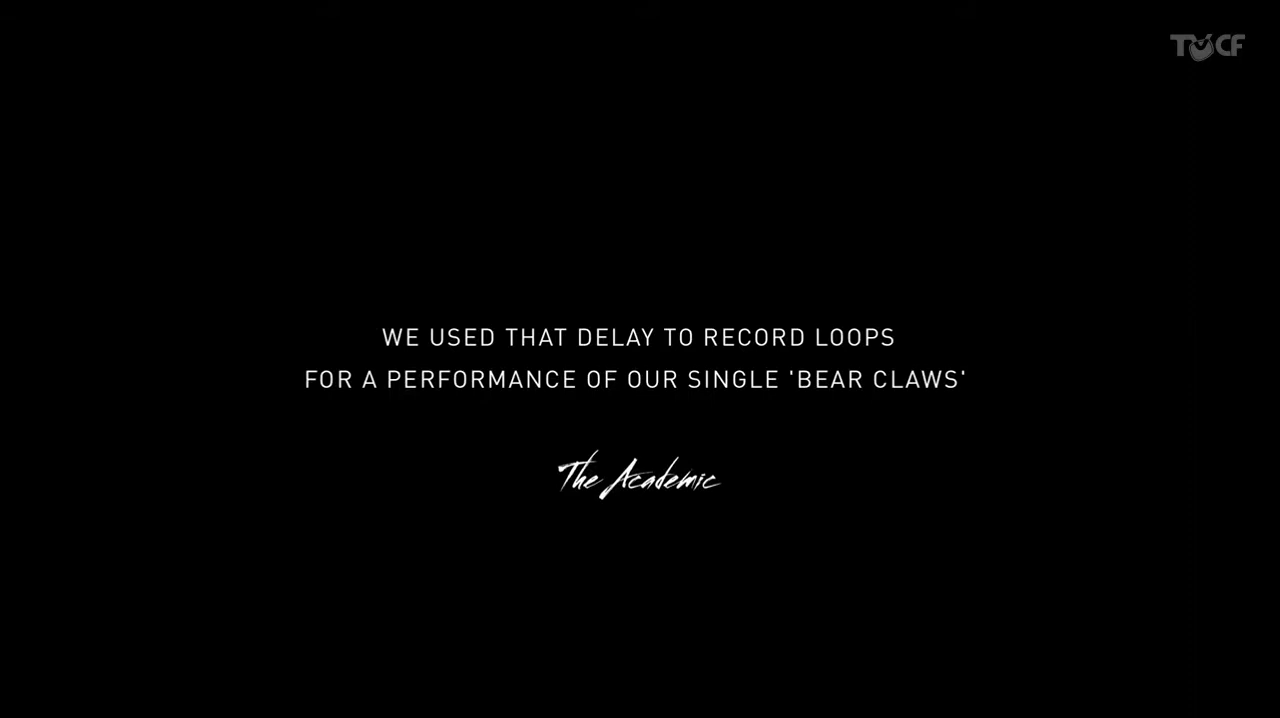 TVCF
WE USED THAT DELAY TO RECORD LOOPS
FOR A PERFORMANCE OF OUR SINGLE 'BEAR CLAWS'
The Academic